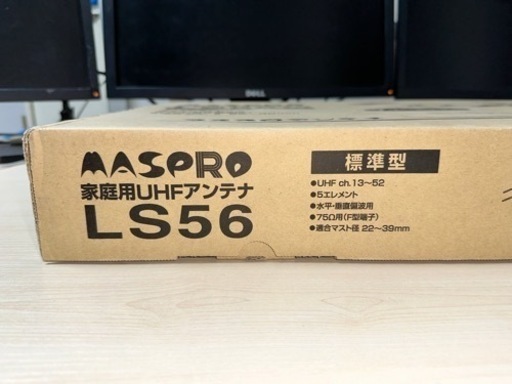 DELL
MASPRO
家庭用UHFアンテナ
LS56
標準型
●UHF ch.13～52
●5エレメント
●水平・垂直偏波用
●75Ω用(F型端子)
●適合マスト径 22～39mm